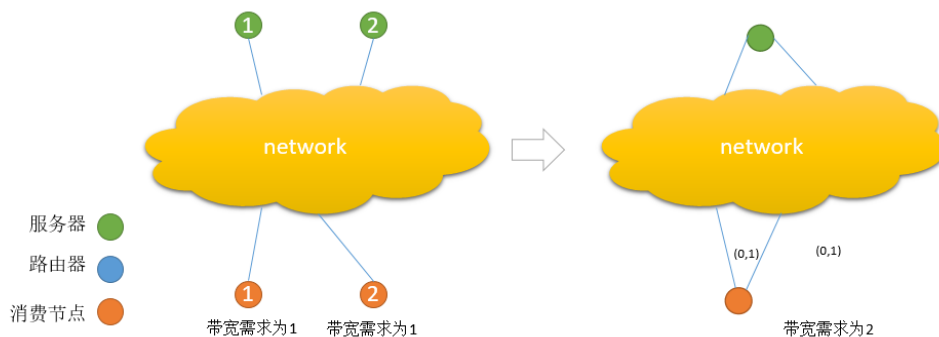 1
2
network
network
服务器
路由器
消费节点
1
2
(0,1)
(0,1)
带宽需求为1
带宽需求为1
带宽需求为2